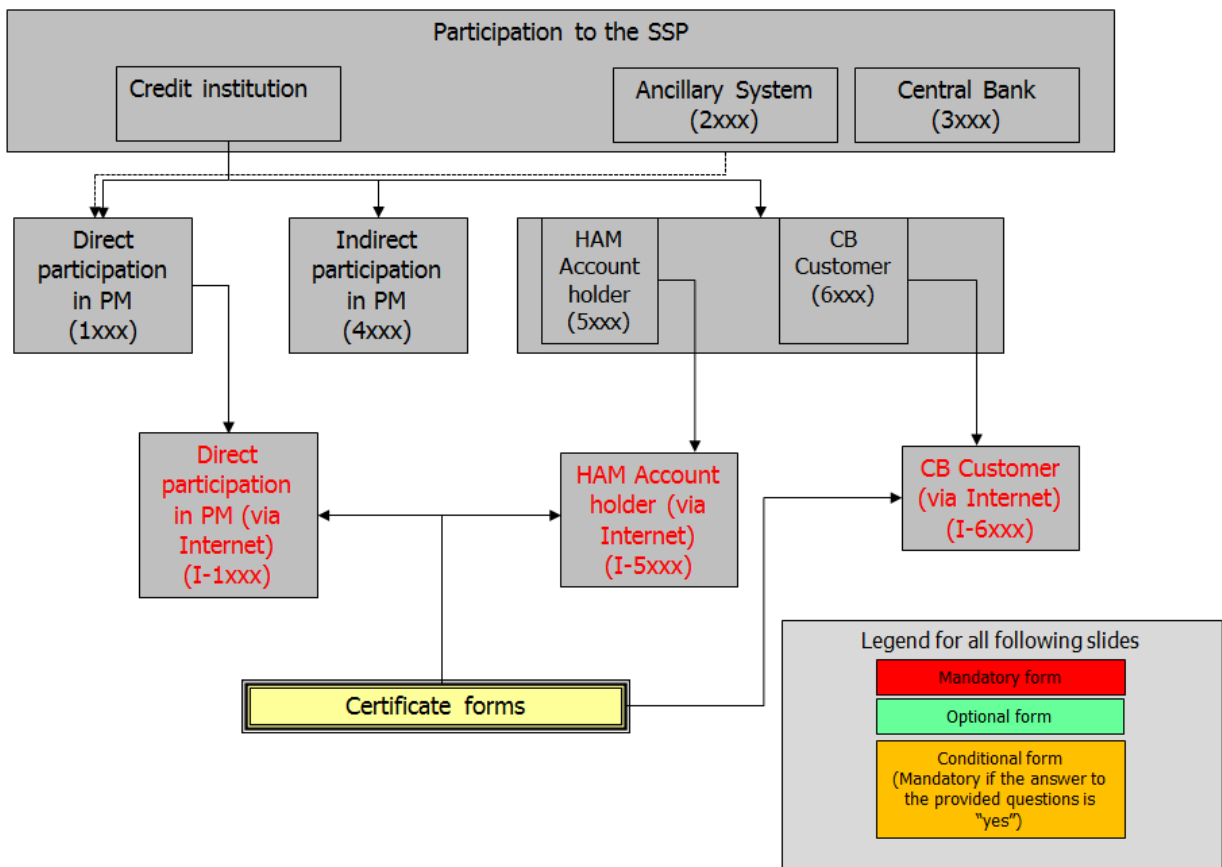 Participation to the SSP
Credit institution
Ancillary System
(2xxx)
Central Bank
(3xxx)
Direct
participation
in PM
(1xxx)
Indirect
participation
in PM
(4xxx)
HAM
Account
holder
(5xxx)
CB
Customer
(6xxx)
Direct
participation
in PM (via
Internet)
(I-1xxx)
HAM Account
holder (via
Internet)
(I-5xxx)
CB Customer
(via Internet)
(I-6xxx)
Certificate forms
Legend for all following slides
Mandatory form
Optional form
Conditional form
(Mandatory if the answer to
the provided questions is
“yes”)